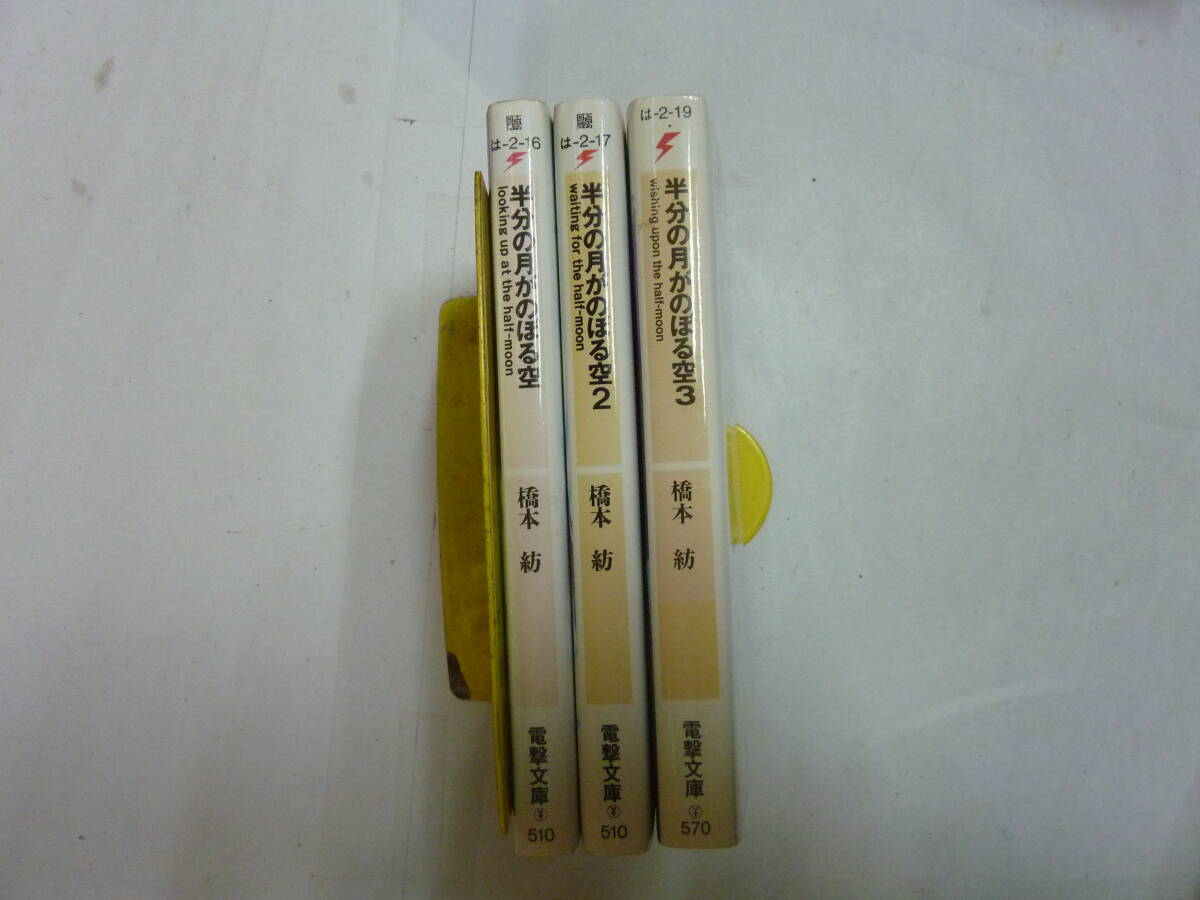 は-2-16
半分の月がのぼる空
looking up at the half-moon
橋本 紡
電撃文庫
¥
510
は-2-17
半分の月がのぼる空2
waiting for the half-moon
橋本 紡
電撃文庫
¥
510
は-2-19
半分の月がのぼる空3
wishing upon the half-moon
橋本 紡
電撃文庫
¥
570